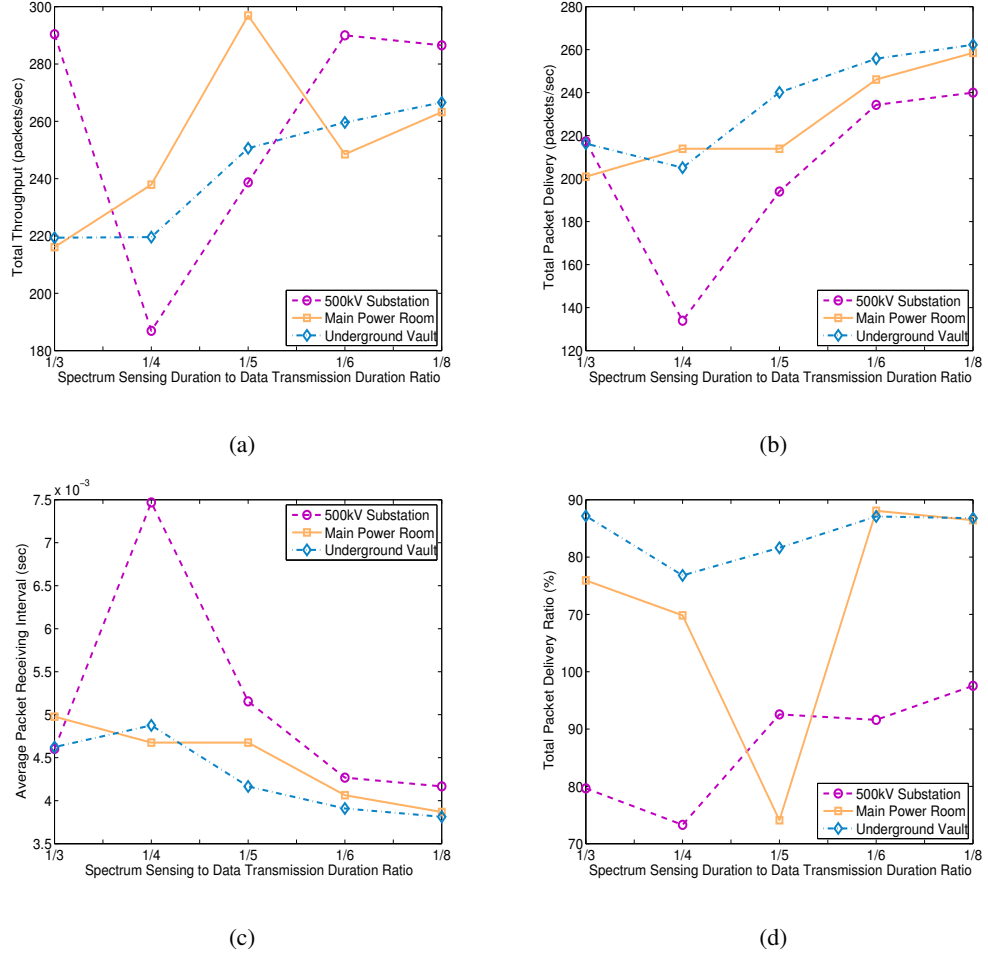 300
280
260
240
220
200
180
Total Throughput (packets/sec)
1/3 1/4 1/5 1/6 1/8
Spectrum Sensing Duration to Data Transmission Duration Ratio
500kV Substation
Main Power Room
Underground Vault
(a)
260
240
220
200
180
160
140
120
Total Packet Delivery (packets/sec)
1/3 1/4 1/5 1/6 1/8
Spectrum Sensing Duration to Data Transmission Duration Ratio
500kV Substation
Main Power Room
Underground Vault
(b)
x 10⁻³
7.5
7
6.5
6
5.5
5
4.5
4
3.5
Average Packet Receiving Interval (sec)
1/3 1/4 1/5 1/6 1/8
Spectrum Sensing to Data Transmission Duration Ratio
500kV Substation
Main Power Room
Underground Vault
(c)
90
80
70
100
90
80
70
Total Packet Delivery Ratio (%)
1/3 1/4 1/5 1/6 1/8
Spectrum Sensing Duration to Data Transmission Duration Ratio
500kV Substation
Main Power Room
Underground Vault
(d)